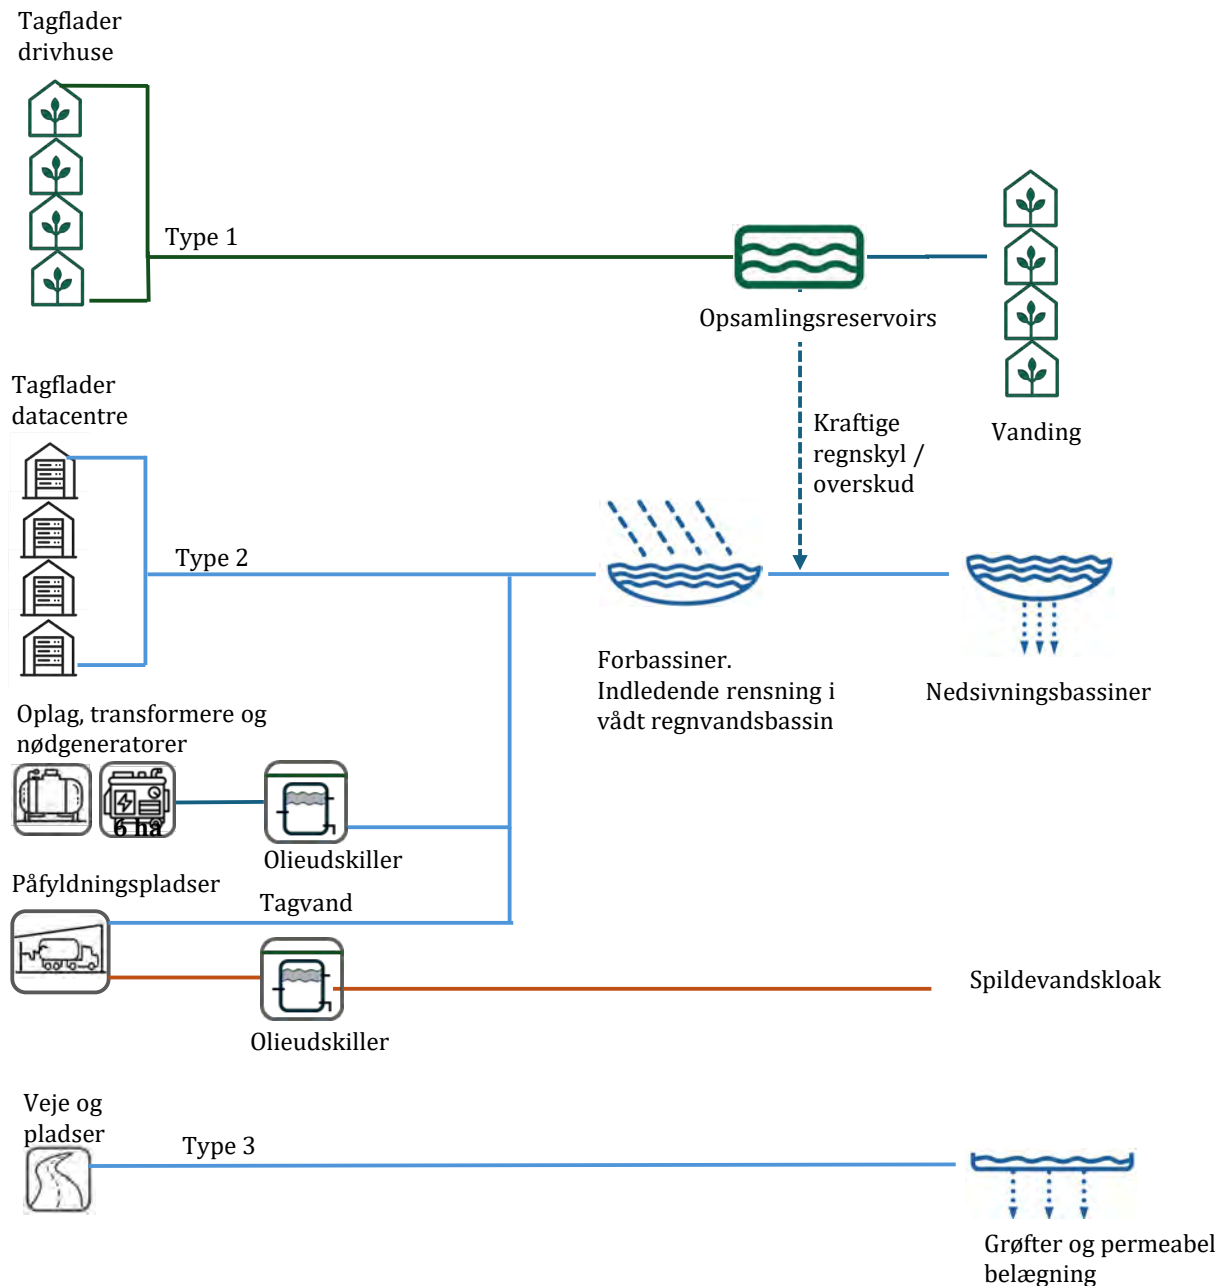 Tagflader
drivhuse
Type 1
Opsamlingsreservoirs
Vanding
Kraftige
regnskyl /
overskud
Tagflader
datacentre
Type 2
Forbassiner.
Indledende rensning i
vådt regnvandsbassin
Nedsivningsbassiner
Oplag, transformere og
nødgeneratorer
6 ha
Olieudskiller
Påfyldningspladser
Tagvand
Olieudskiller
Spildevandskloak
Veje og
pladser
Type 3
Grøfter og permeabel
belægning